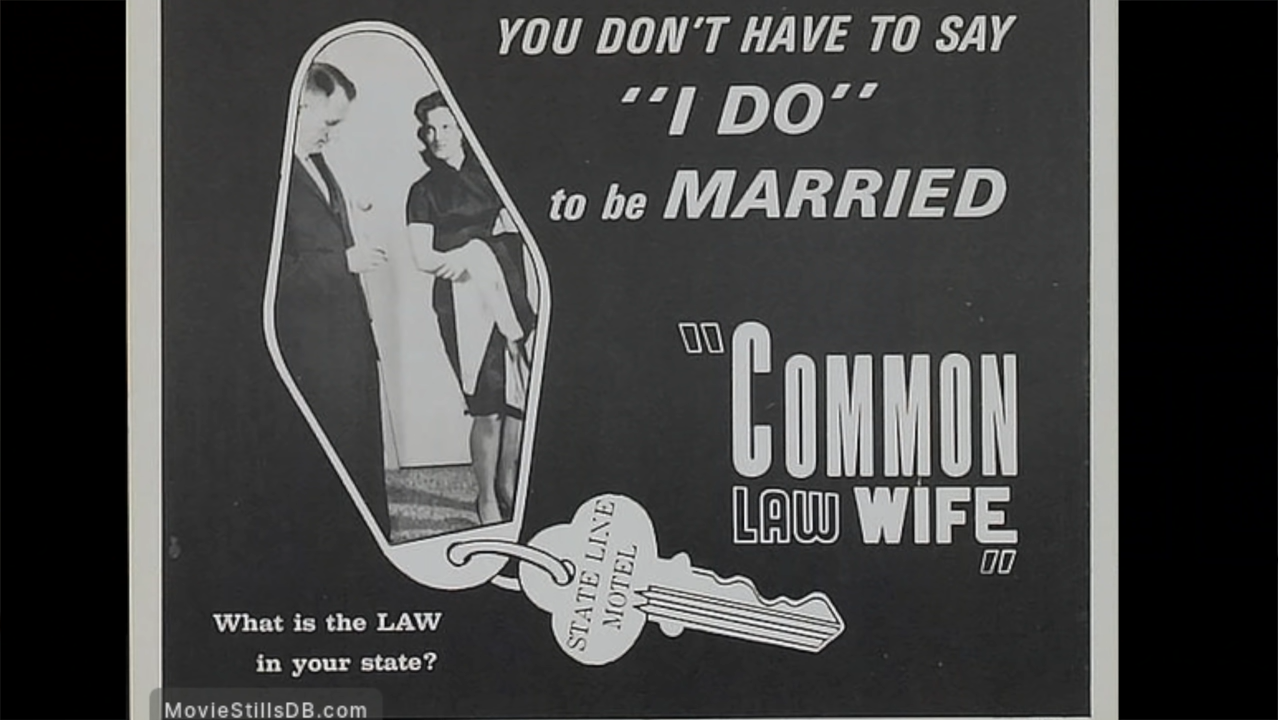 YOU DON'T HAVE TO SAY
"I DO"
to be MARRIED
"COMMON
LAW WIFE"
STATE LINE
MOTEL
What is the LAW
in your state?
MovieStillsDB.com